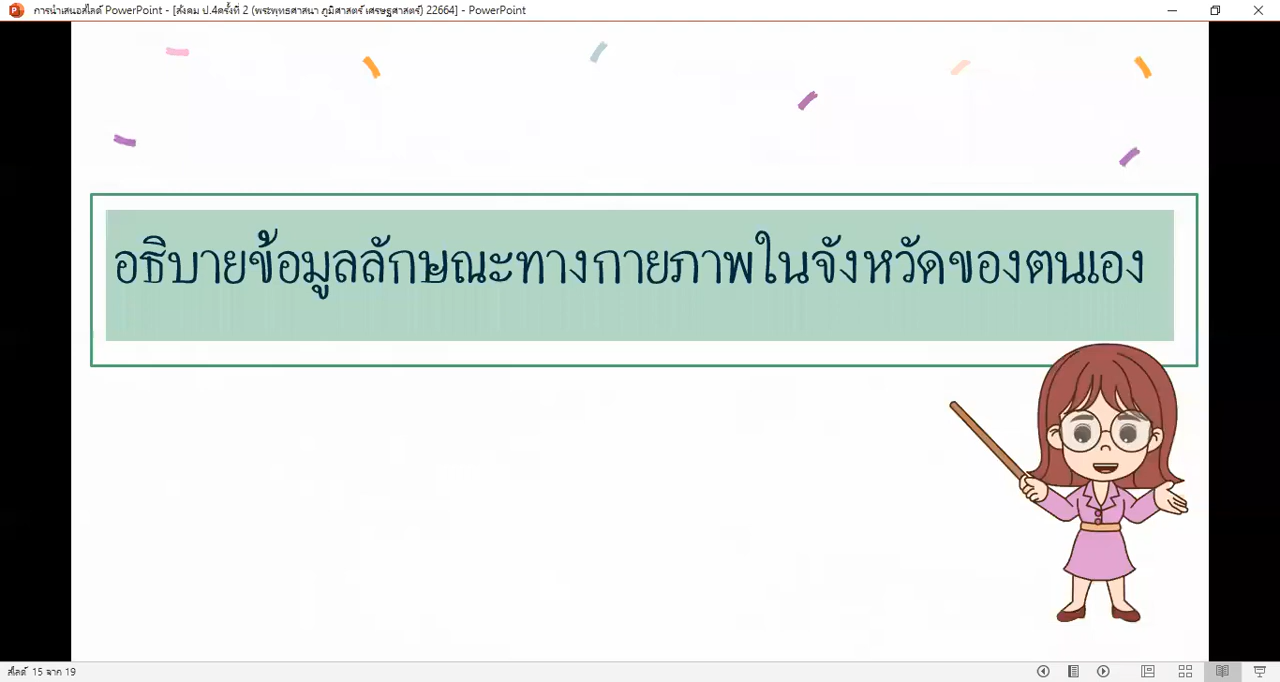 การนำเสนอสไลด์ PowerPoint - [สังคม ป.4ครั้งที่ 2 (พระพุทธศาสนา ภูมิศาสตร์ เศรษฐศาสตร์) 22664] - PowerPoint
อธิบายข้อมูลลักษณะทางกายภาพในจังหวัดของตนเอง
สไลด์ 15 จาก 19